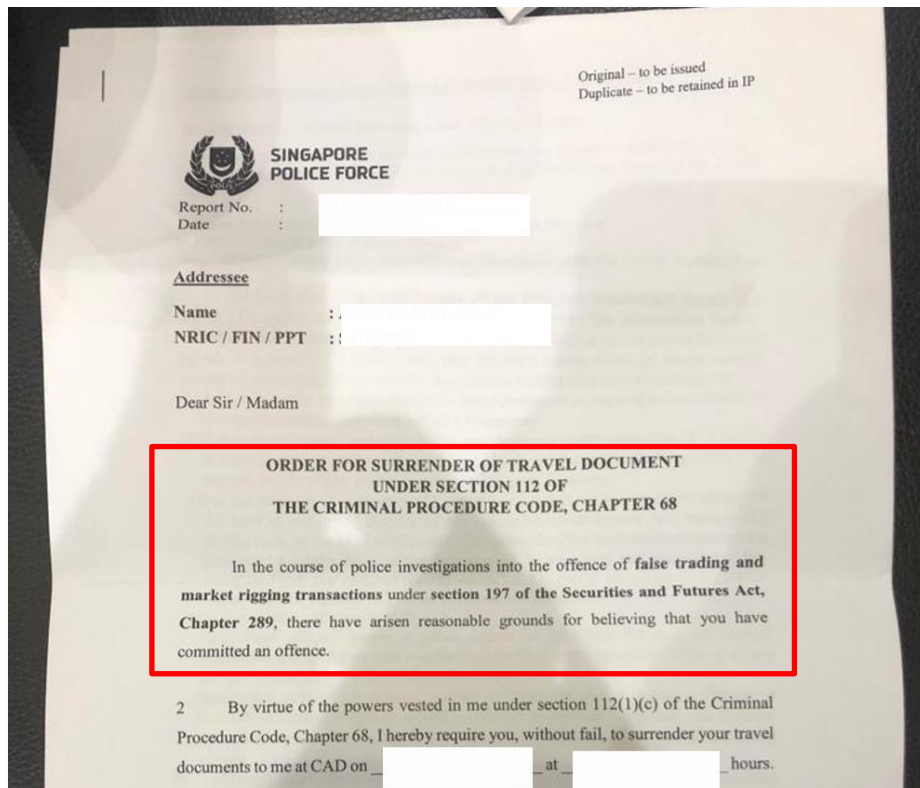 Original – to be issued
Duplicate – to be retained in IP
POLIS
SINGAPORE
POLICE FORCE
Report No. :
Date :
Addressee
Name :
NRIC / FIN / PPT :
Dear Sir / Madam
ORDER FOR SURRENDER OF TRAVEL DOCUMENT
UNDER SECTION 112 OF
THE CRIMINAL PROCEDURE CODE, CHAPTER 68
In the course of police investigations into the offence of false trading and
market rigging transactions under section 197 of the Securities and Futures Act,
Chapter 289, there have arisen reasonable grounds for believing that you have
committed an offence.
2 By virtue of the powers vested in me under section 112(1)(c) of the Criminal
Procedure Code, Chapter 68, I hereby require you, without fail, to surrender your travel
documents to me at CAD on _ _ at _ _ hours.